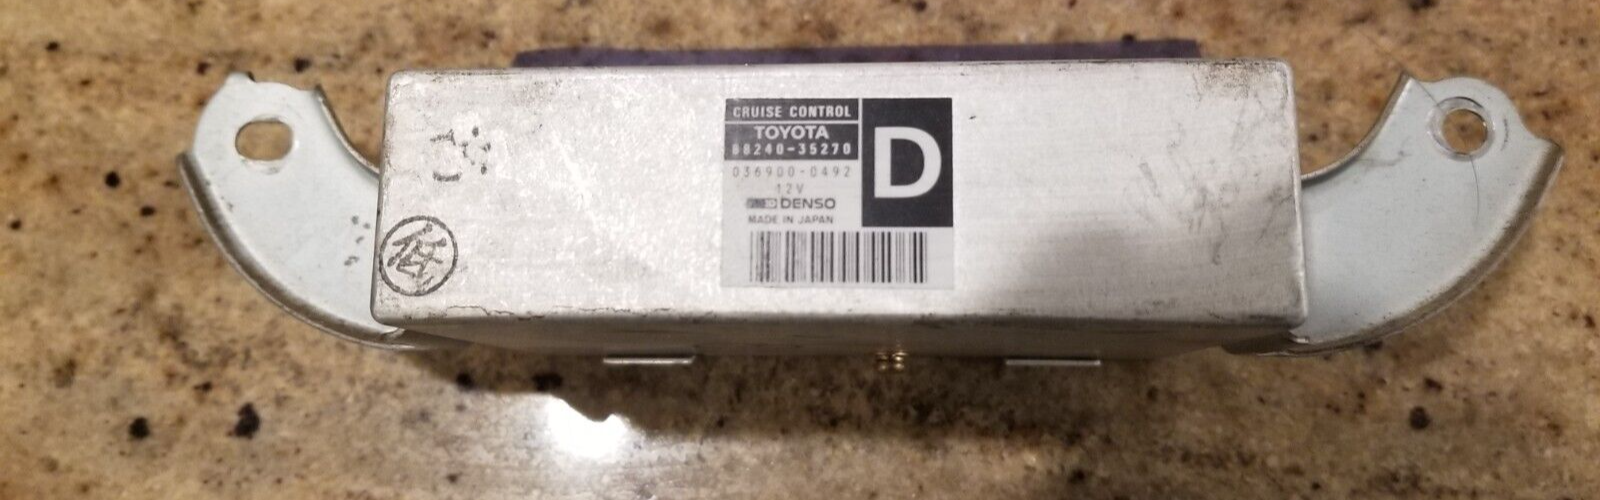 CRUISE CONTROL
TOYOTA
88240-35270
D
036900-0492
12V
DENSO
MADE IN JAPAN